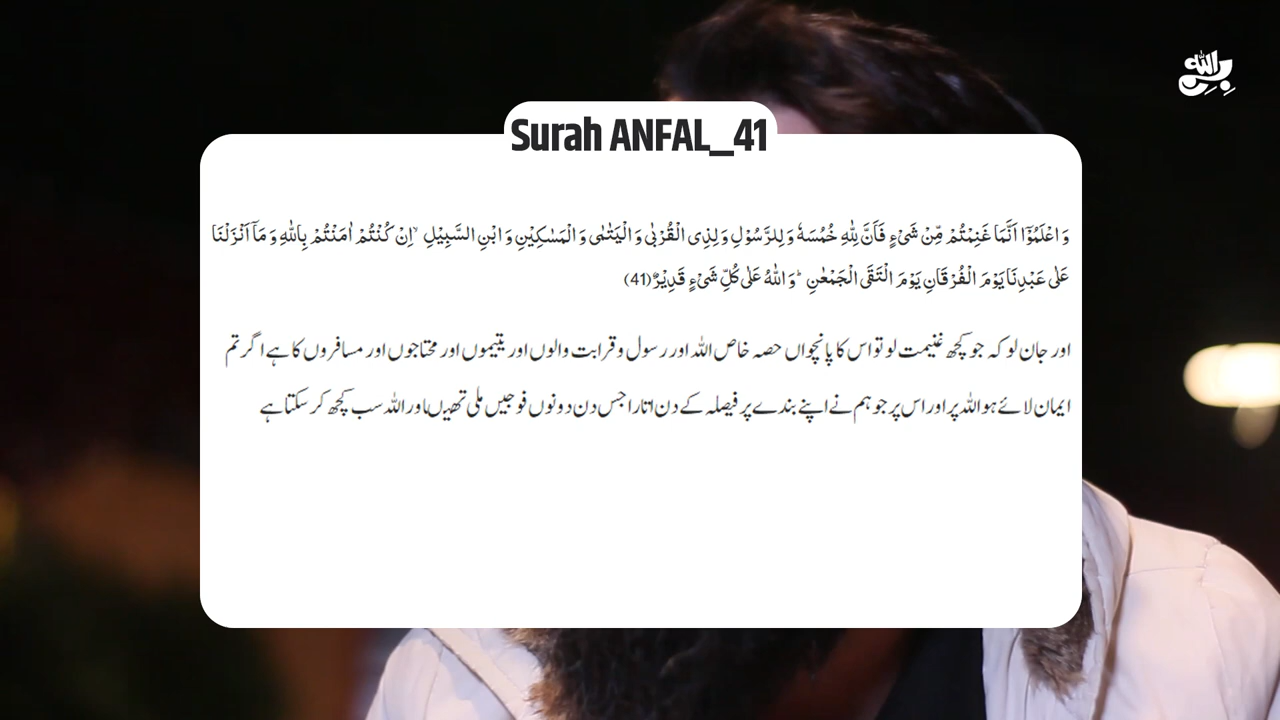 بسم الله
Surah ANFAL_41
وَ اعْلَمُوْۤا اَنَّمَا غَنِمْتُمْ مِّنْ شَیْءٍ فَاَنَّ لِلّٰهِ خُمُسَهٗ وَ لِلرَّسُوْلِ وَ لِذِی الْقُرْبٰى وَ الْیَتٰمٰى وَ الْمَسٰكِیْنِ وَ ابْنِ السَّبِیْلِۙ اِنْ كُنْتُمْ اٰمَنْتُمْ بِاللّٰهِ وَ مَاۤ اَنْزَلْنَا
عَلٰى عَبْدِنَا یَوْمَ الْفُرْقَانِ یَوْمَ الْتَقَى الْجَمْعٰنِؕ وَ اللّٰهُ عَلٰى كُلِّ شَیْءٍ قَدِیْرٌ(41)
اور جان لو کہ جو کچھ غنیمت لو تو اس کا پانچواں حصہ خاص اللہ اور رسول و قرابت والوں اور یتیموں اور محتاجوں اور مسافروں کا ہے اگر تم
ایمان لائے ہو اللہ پر اور اس پر جو ہم نے اپنے بندے پر فیصلہ کے دن اتارا جس دن دونوں فوجیں ملی تھیں اور اللہ سب کچھ کر سکتا ہے